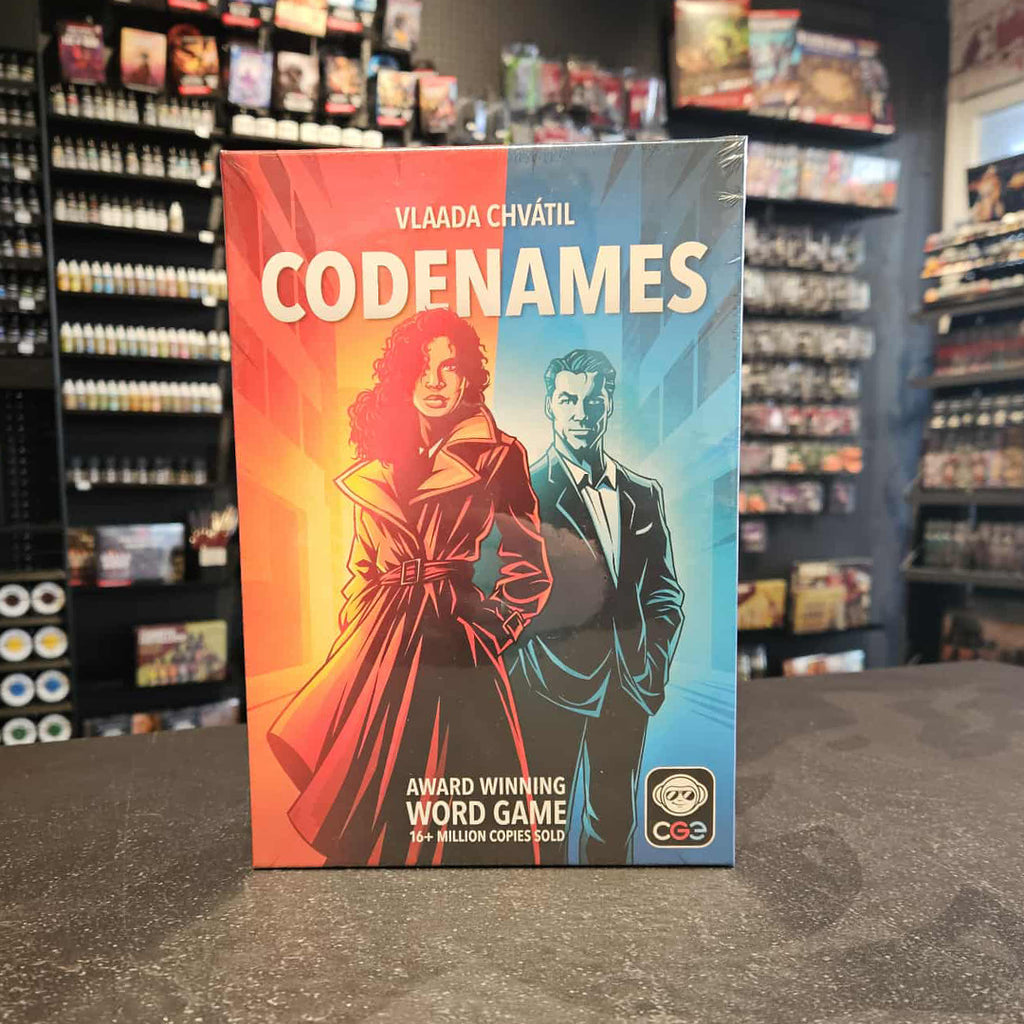 VLAADA CHVÁTIL
CODENAMES
AWARD WINNING
WORD GAME
16+ MILLION COPIES SOLD
CGE